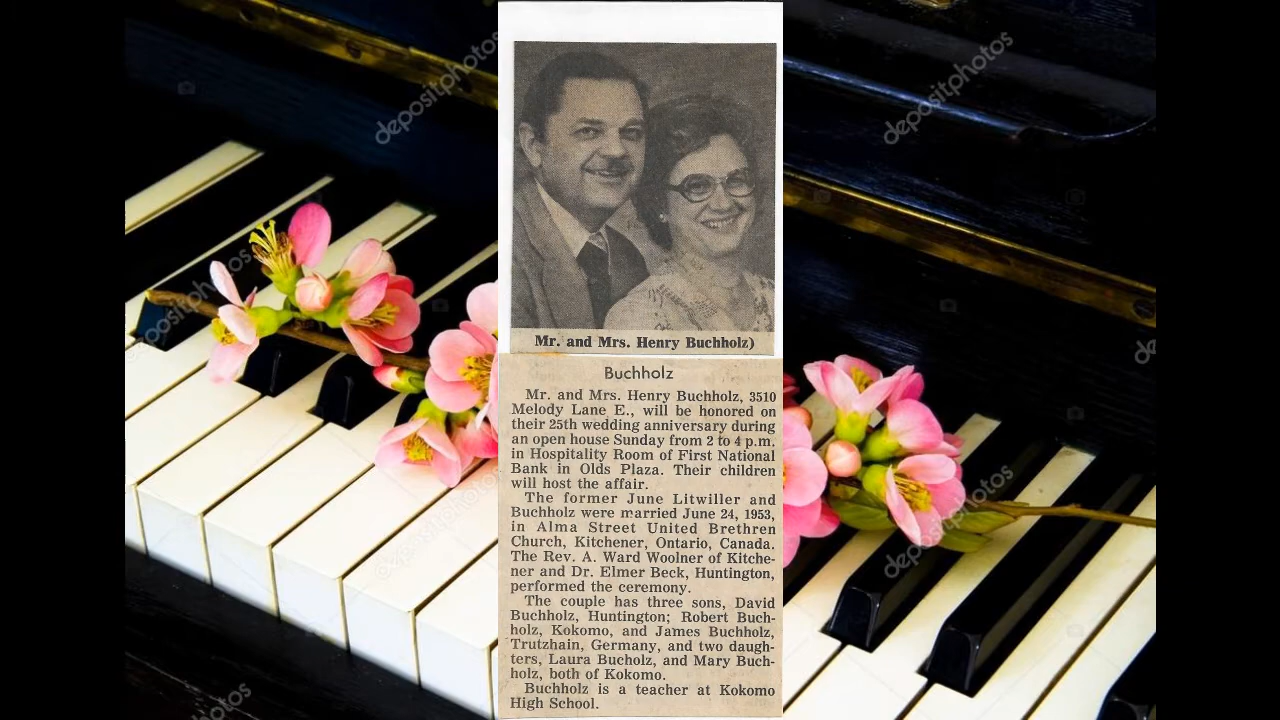 depositphotos
depositphotos
Mr. and Mrs. Henry Buchholz)
Buchholz
Mr. and Mrs. Henry Buchholz, 3510
Melody Lane E., will be honored on
their 25th wedding anniversary during
an open house Sunday from 2 to 4 p.m.
in Hospitality Room of First National
Bank in Olds Plaza. Their children
will host the affair.
The former June Litwiller and
Buchholz were married June 24, 1953,
in Alma Street United Brethren
Church, Kitchener, Ontario, Canada.
The Rev. A. Ward Woolner of Kitche-
ner and Dr. Elmer Beck, Huntington,
performed the ceremony.
The couple has three sons, David
Buchholz, Huntington; Robert Buch-
holz, Kokomo, and James Buchholz,
Trutzhain, Germany, and two daugh-
ters, Laura Bucholz, and Mary Buch-
holz, both of Kokomo.
Buchholz is a teacher at Kokomo
High School.
depositphotos
depositphotos
depositphotos